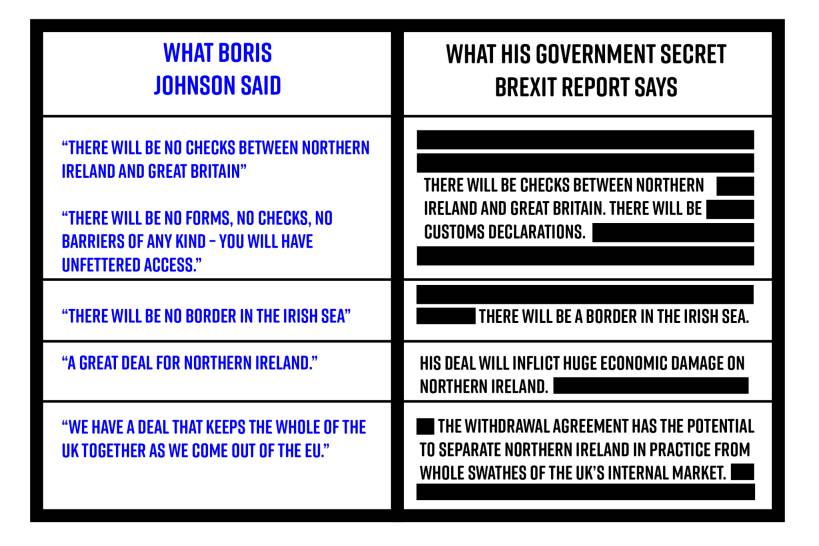 WHAT BORIS
JOHNSON SAID
WHAT HIS GOVERNMENT SECRET
BREXIT REPORT SAYS
“THERE WILL BE NO CHECKS BETWEEN NORTHERN
IRELAND AND GREAT BRITAIN”
“THERE WILL BE NO FORMS, NO CHECKS, NO
BARRIERS OF ANY KIND – YOU WILL HAVE
UNFETTERED ACCESS.”
THERE WILL BE CHECKS BETWEEN NORTHERN
IRELAND AND GREAT BRITAIN. THERE WILL BE
CUSTOMS DECLARATIONS.
“THERE WILL BE NO BORDER IN THE IRISH SEA”
THERE WILL BE A BORDER IN THE IRISH SEA.
“A GREAT DEAL FOR NORTHERN IRELAND.”
HIS DEAL WILL INFLICT HUGE ECONOMIC DAMAGE ON
NORTHERN IRELAND.
“WE HAVE A DEAL THAT KEEPS THE WHOLE OF THE
UK TOGETHER AS WE COME OUT OF THE EU.”
THE WITHDRAWAL AGREEMENT HAS THE POTENTIAL
TO SEPARATE NORTHERN IRELAND IN PRACTICE FROM
WHOLE SWATHES OF THE UK’S INTERNAL MARKET.